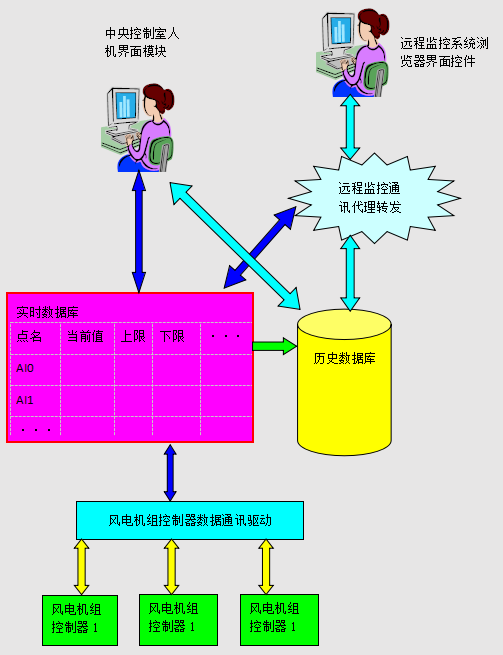 中央控制室人
机界面模块
远程监控系统浏
览器界面控件
远程监控通
讯代理转发
实时数据库
点名 当前值 上限 下限 ···
AI0
AI1
···
历史数据库
风电机组控制器数据通讯驱动
风电机组
控制器1
风电机组
控制器1
风电机组
控制器1